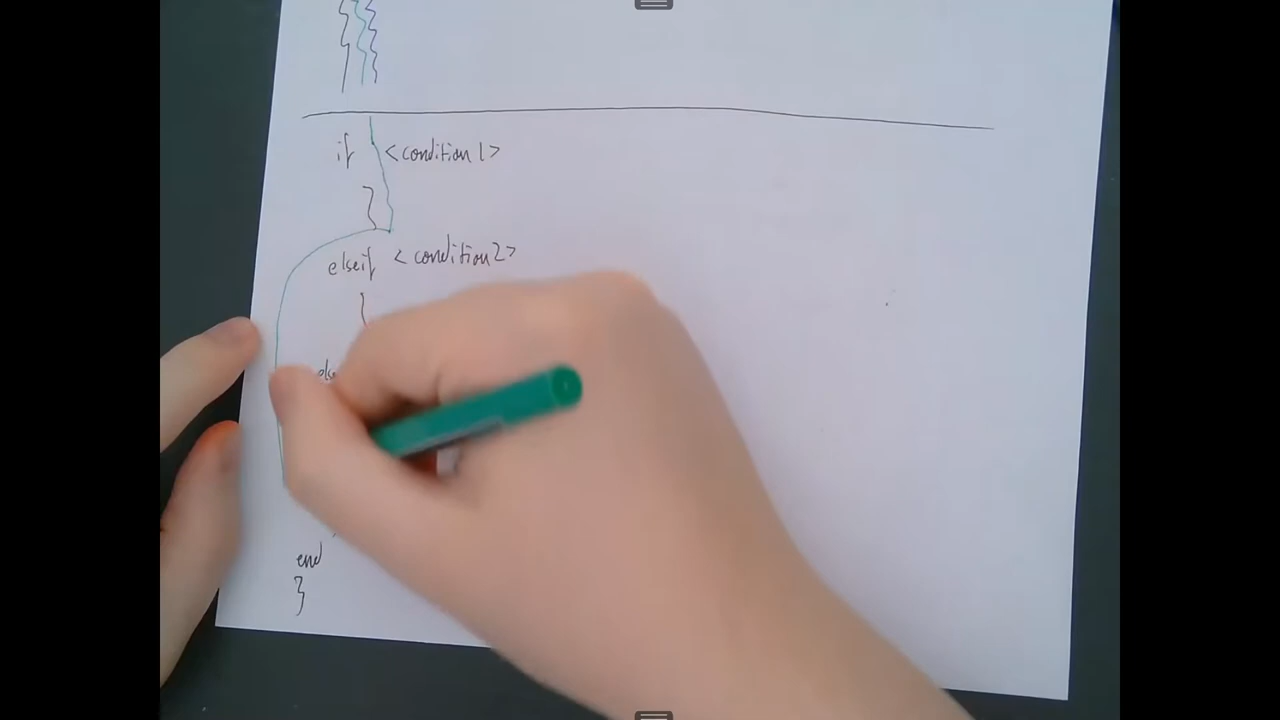 if <condition1>
elseif <condition2>
end